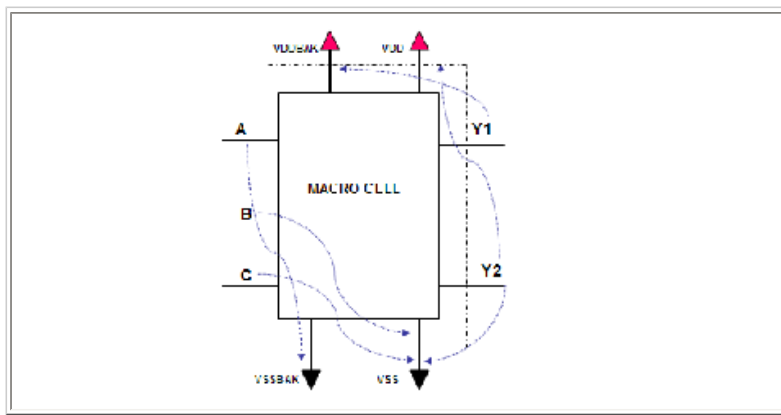 VDDBAK VDD
A Y1
MACRO CELL
B
C Y2
VSSBAK VSS